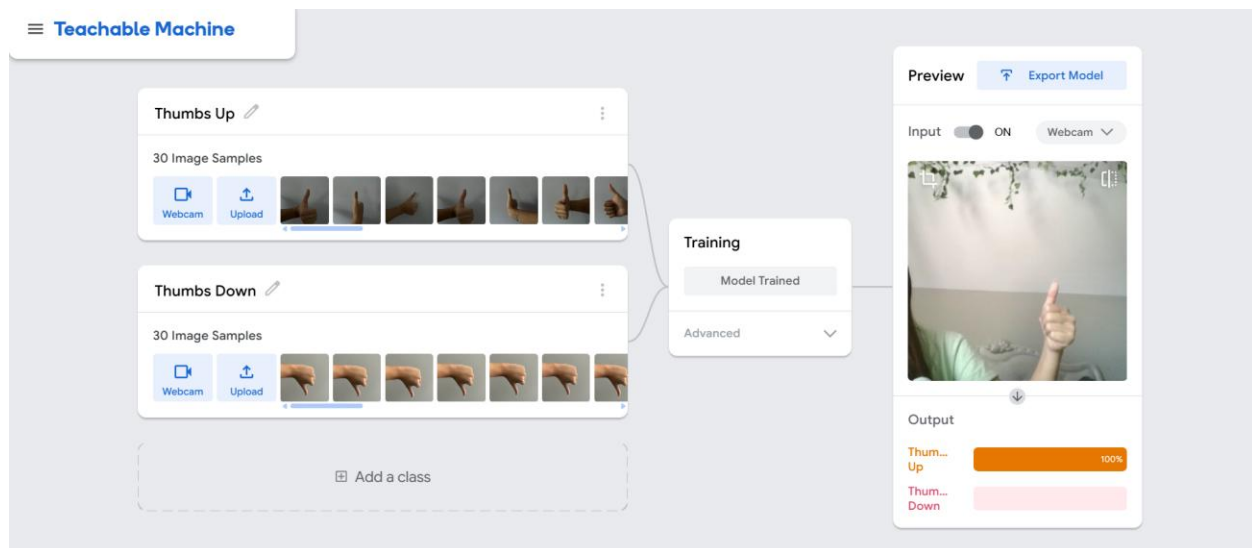 Teachable Machine
Thumbs Up
30 Image Samples
Webcam
Upload
Thumbs Down
30 Image Samples
Webcam
Upload
Add a class
Training
Model Trained
Advanced
Preview
Export Model
Input
ON
Webcam
Output
Thum...
Up
100%
Thum...
Down